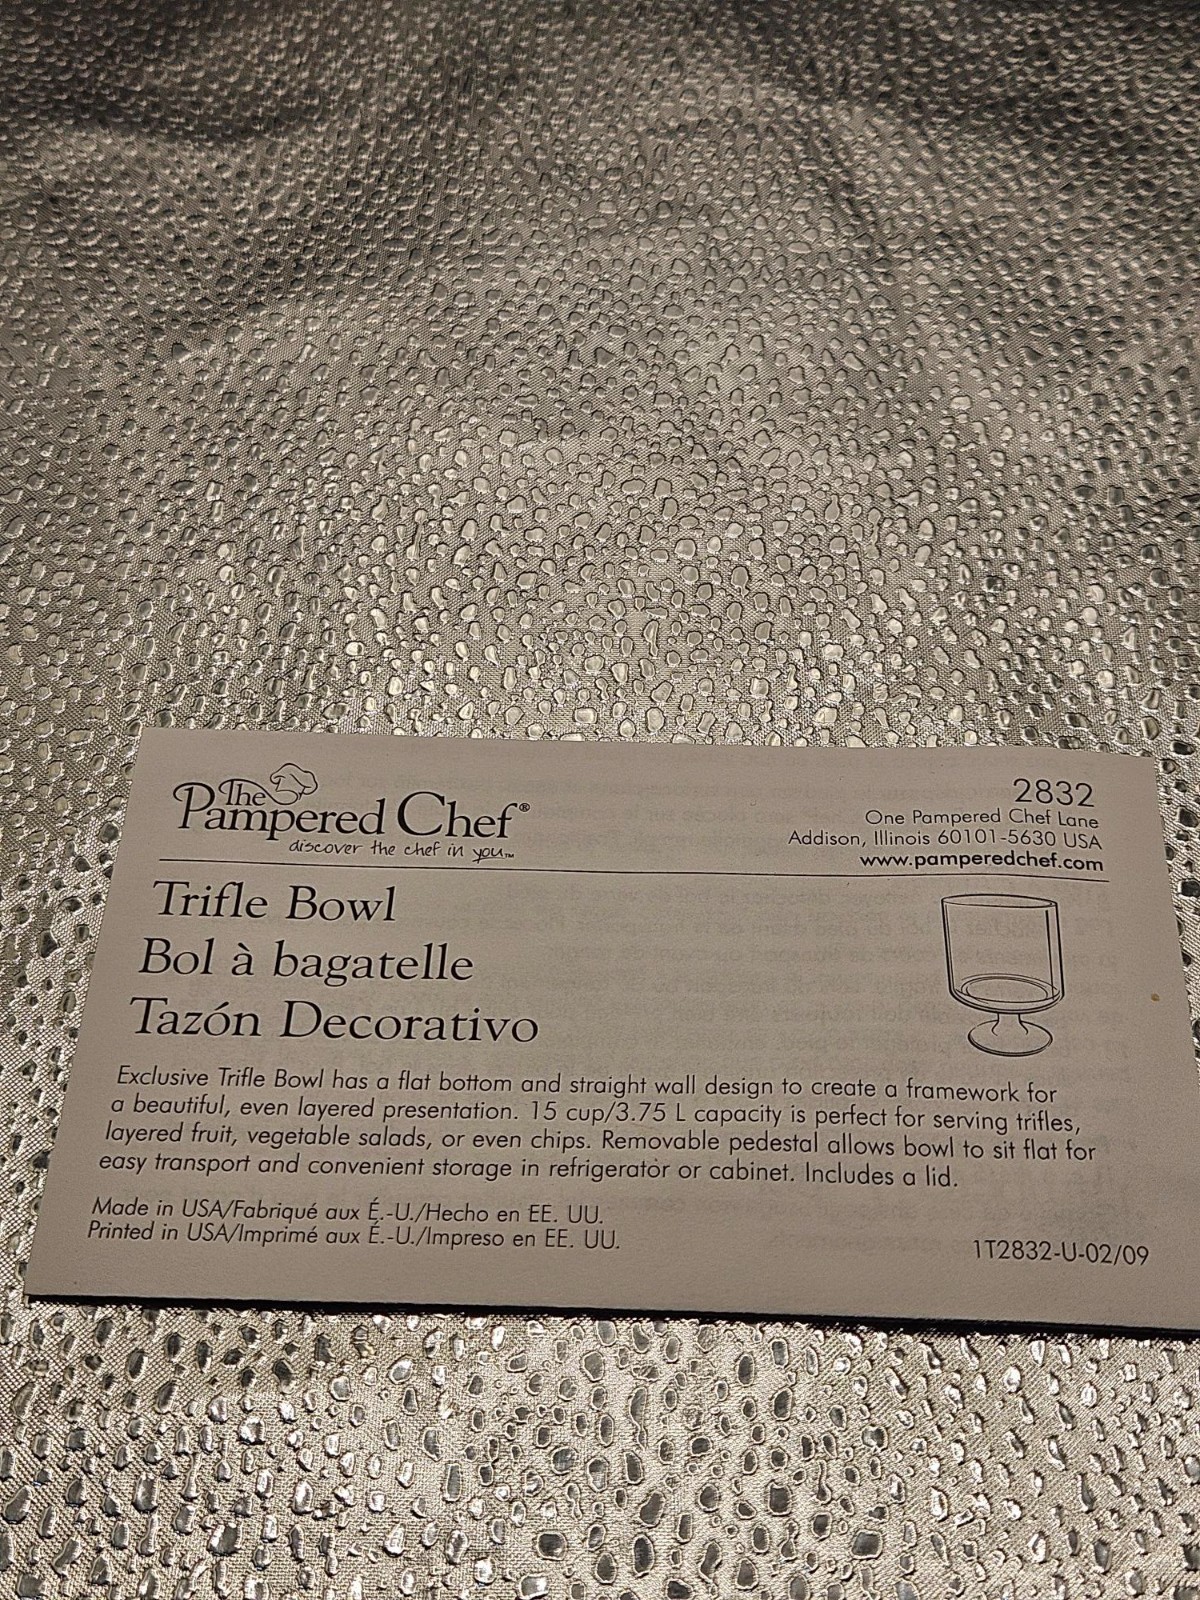 The
Pampered Chef®
discover the chef in you™
2832
One Pampered Chef Lane
Addison, Illinois 60101-5630 USA
www.pamperedchef.com
Trifle Bowl
Bol à bagatelle
Tazón Decorativo
Exclusive Trifle Bowl has a flat bottom and straight wall design to create a framework for
a beautiful, even layered presentation. 15 cup/3.75 L capacity is perfect for serving trifles,
layered fruit, vegetable salads, or even chips. Removable pedestal allows bowl to sit flat for
easy transport and convenient storage in refrigerator or cabinet. Includes a lid.
Made in USA/Fabriqué aux É.-U./Hecho en EE. UU.
Printed in USA/Imprimé aux É.-U./Impreso en EE. UU.
1T2832-U-02/09